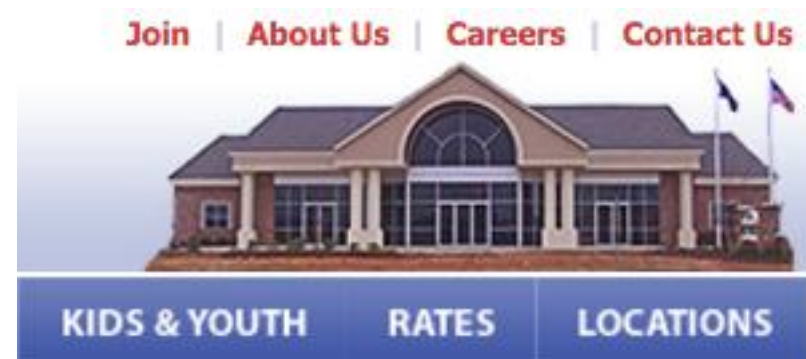 Join | About Us | Careers | Contact Us
KIDS & YOUTH RATES LOCATIONS